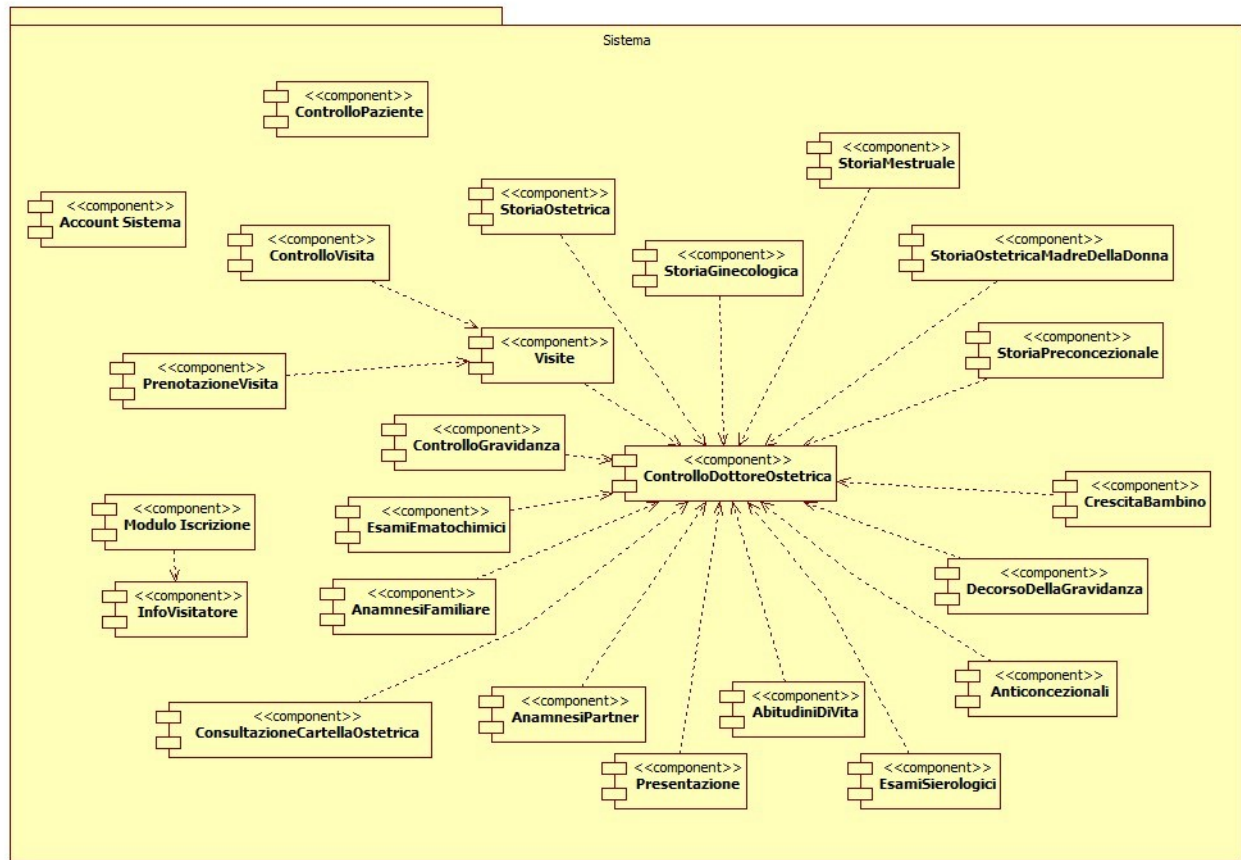 Sistema
<<component>>
ControlloPaziente
<<component>>
StoriaMestruale
<<component>>
StoriaOstetrica
<<component>>
Account Sistema
<<component>>
ControlloVisita
<<component>>
StoriaGinecologica
<<component>>
StoriaOstetricaMadreDellaDonna
<<component>>
Visite
<<component>>
StoriaPreconcezionale
<<component>>
PrenotazioneVisita
<<component>>
ControlloGravidanza
<<component>>
ControlloDottoreOstetrica
<<component>>
CrescitaBambino
<<component>>
Modulo Iscrizione
<<component>>
EsamiEmatochimici
<<component>>
DecorsoDellaGravidanza
<<component>>
InfoVisitatore
<<component>>
AnamnesiFamiliare
<<component>>
Anticoncezionali
<<component>>
AnamnesiPartner
<<component>>
AbitudiniDiVita
<<component>>
ConsultazioneCartellaOstetrica
<<component>>
Presentazione
<<component>>
EsamiSierologici